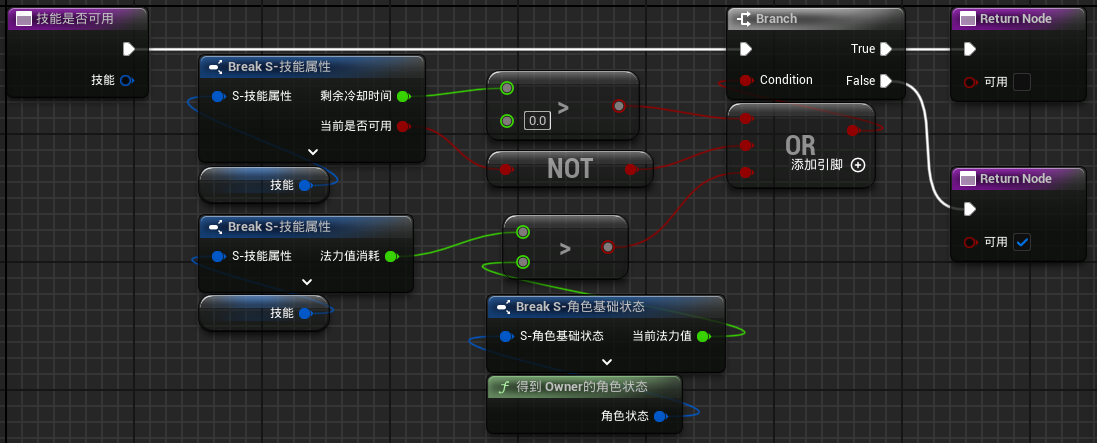 技能是否可用
技能
Break S-技能属性
S-技能属性
剩余冷却时间
当前是否可用
技能
Break S-技能属性
S-技能属性
法力值消耗
技能
0.0
>
NOT
>
Break S-角色基础状态
S-角色基础状态
当前法力值
得到 Owner的角色状态
角色状态
Branch
True
Condition
False
OR
添加引脚
Return Node
可用
Return Node
可用